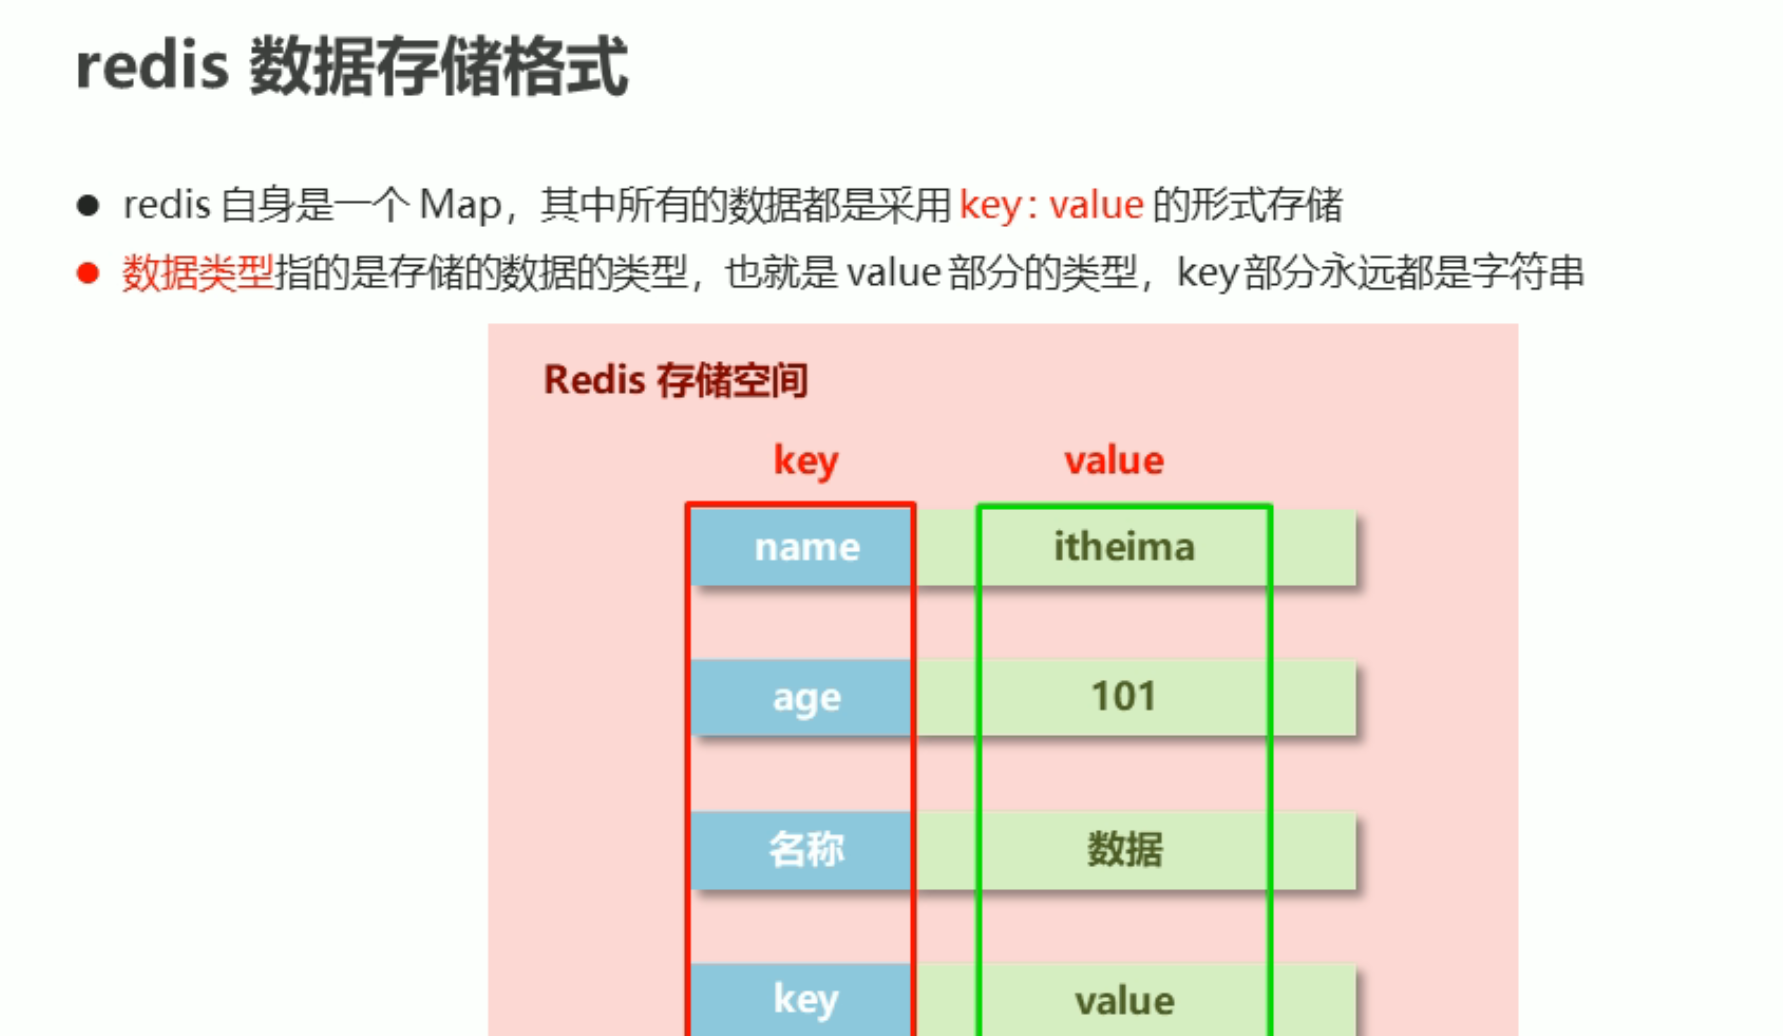 redis 数据存储格式
redis 自身是一个 Map，其中所有的数据都是采用 key : value 的形式存储
数据类型指的是存储的数据的类型，也就是 value 部分的类型，key 部分永远都是字符串
Redis 存储空间
key value
name itheima
age 101
名称 数据
key value